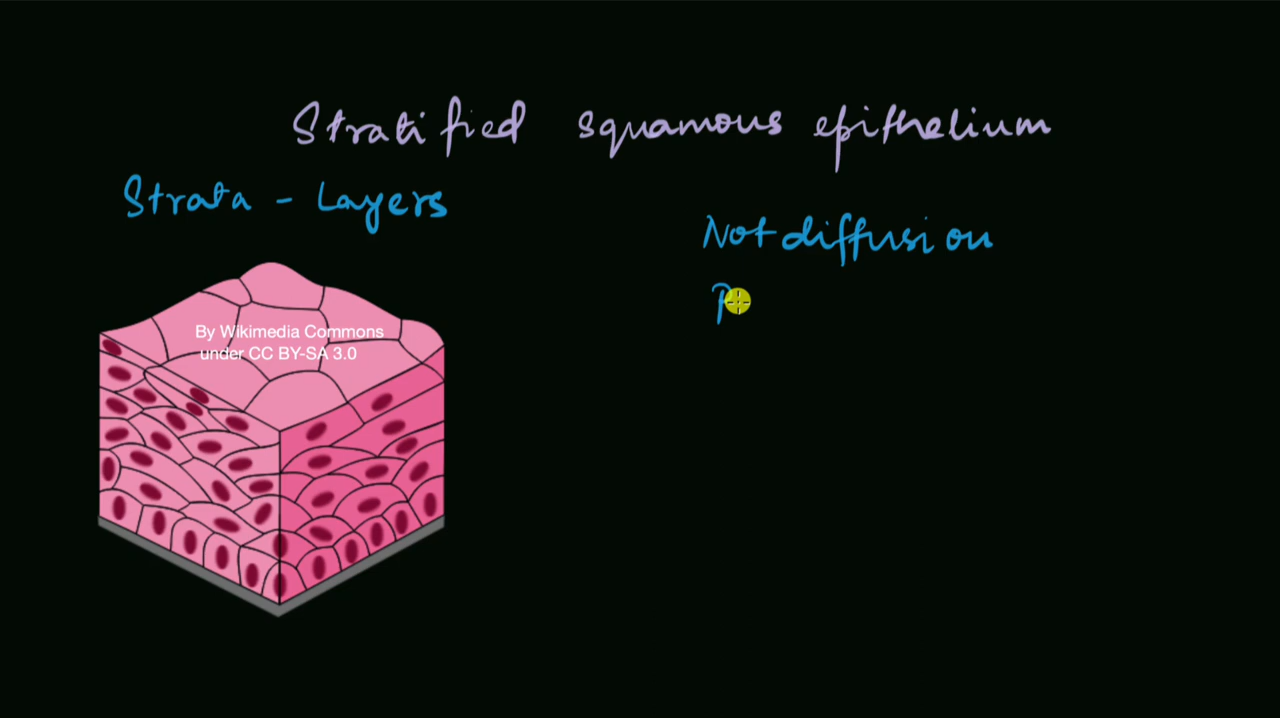 Stratified squamous epithelium
Strata - Layers
Not diffusion
P
By Wikimedia Commons
under CC BY-SA 3.0